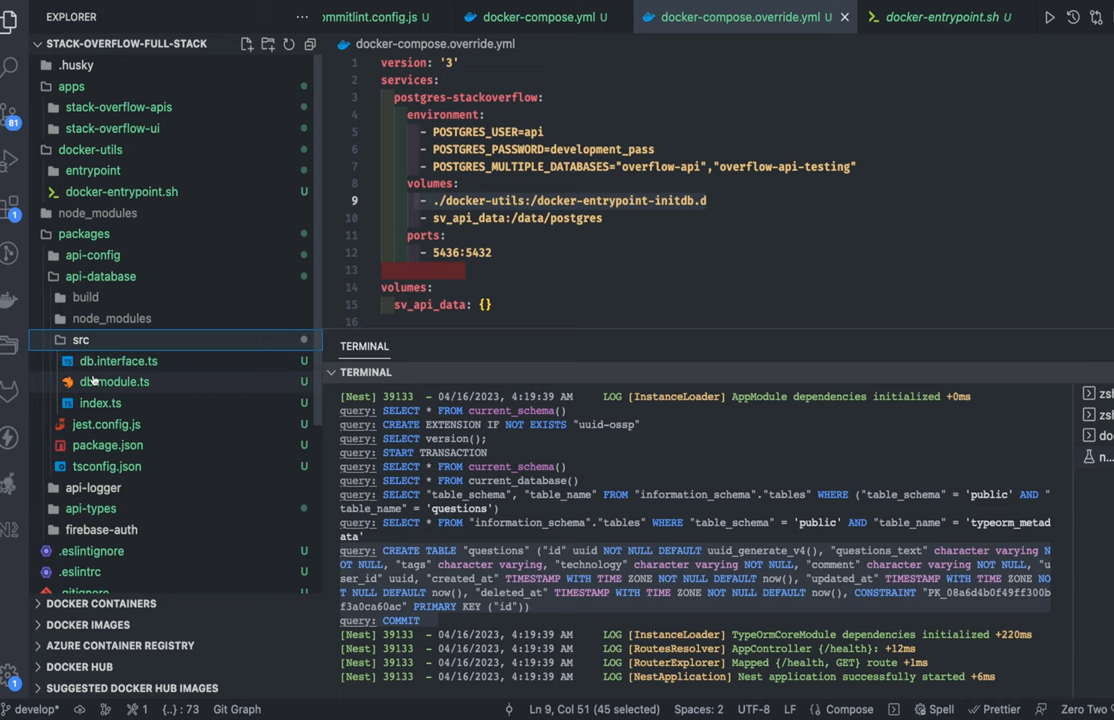 EXPLORER
STACK-OVERFLOW-FULL-STACK
.husky
apps
stack-overflow-apis
stack-overflow-ui
docker-utils
entrypoint
docker-entrypoint.sh U
node_modules
packages
api-config
api-database
build
node_modules
src
db.interface.ts U
db.module.ts U
index.ts U
jest.config.js U
package.json U
tsconfig.json U
api-logger
api-types
firebase-auth
.eslintignore U
.eslintrc U
.gitignore U
DOCKER CONTAINERS
DOCKER IMAGES
AZURE CONTAINER REGISTRY
DOCKER HUB
SUGGESTED DOCKER HUB IMAGES
81
1
ommitlint.config.js U
docker-compose.yml U
docker-compose.override.yml U
docker-entrypoint.sh U
docker-compose.override.yml
1 version: '3'
2 services:
3 postgres-stackoverflow:
4 environment:
5 - POSTGRES_USER=api
6 - POSTGRES_PASSWORD=development_pass
7 - POSTGRES_MULTIPLE_DATABASES="overflow-api","overflow-api-testing"
8 volumes:
9 - ./docker-utils:/docker-entrypoint-initdb.d
10 - sv_api_data:/data/postgres
11 ports:
12 - 5436:5432
13
14 volumes:
15 sv_api_data: {}
16
TERMINAL
TERMINAL
[Nest] 39133 - 04/16/2023, 4:19:39 AM LOG [InstanceLoader] AppModule dependencies initialized +0ms
query: SELECT * FROM current_schema()
query: CREATE EXTENSION IF NOT EXISTS "uuid-ossp"
query: SELECT version();
query: START TRANSACTION
query: SELECT * FROM current_schema()
query: SELECT * FROM current_database()
query: SELECT "table_schema", "table_name" FROM "information_schema"."tables" WHERE ("table_schema" = 'public' AND "
table_name" = 'questions')
query: SELECT * FROM "information_schema"."tables" WHERE "table_schema" = 'public' AND "table_name" = 'typeorm_metad
ata'
query: CREATE TABLE "questions" ("id" uuid NOT NULL DEFAULT uuid_generate_v4(), "questions_text" character varying N
OT NULL, "tags" character varying, "technology" character varying NOT NULL, "comment" character varying NOT NULL, "u
ser_id" uuid, "created_at" TIMESTAMP WITH TIME ZONE NOT NULL DEFAULT now(), "updated_at" TIMESTAMP WITH TIME ZONE NO
T NULL DEFAULT now(), "deleted_at" TIMESTAMP WITH TIME ZONE NOT NULL DEFAULT now(), CONSTRAINT "PK_08a6d4b0f49ff300b
f3a0ca60ac" PRIMARY KEY ("id"))
query: COMMIT
[Nest] 39133 - 04/16/2023, 4:19:39 AM LOG [InstanceLoader] TypeOrmCoreModule dependencies initialized +220ms
[Nest] 39133 - 04/16/2023, 4:19:39 AM LOG [RoutesResolver] AppController {/health}: +12ms
[Nest] 39133 - 04/16/2023, 4:19:39 AM LOG [RouterExplorer] Mapped {/health, GET} route +1ms
[Nest] 39133 - 04/16/2023, 4:19:39 AM LOG [NestApplication] Nest application successfully started +6ms
zsh
zsh
do
n...
develop* 1 {..}: 73 Git Graph Ln 9, Col 51 (45 selected) Spaces: 2 UTF-8 LF Compose Spell Prettier Zero Two